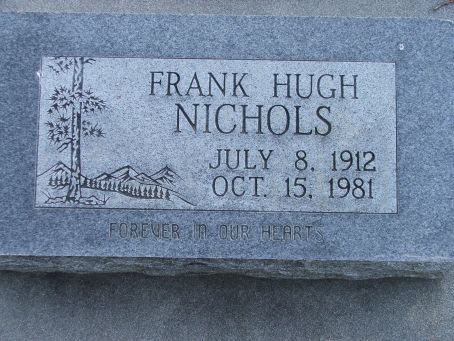 FRANK HUGH
NICHOLS
JULY 8, 1912
OCT. 15, 1981
FOREVER IN OUR HEARTS